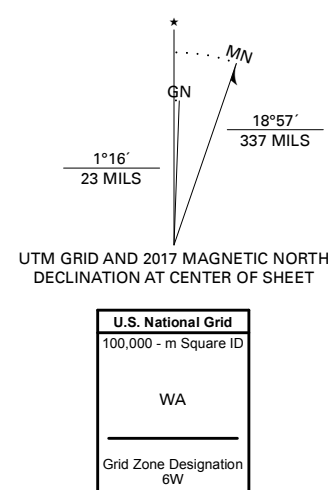 MN
GN
18°57´
337 MILS
1°16´
23 MILS
UTM GRID AND 2017 MAGNETIC NORTH
DECLINATION AT CENTER OF SHEET
U.S. National Grid
100,000 - m Square ID
WA
Grid Zone Designation
6W